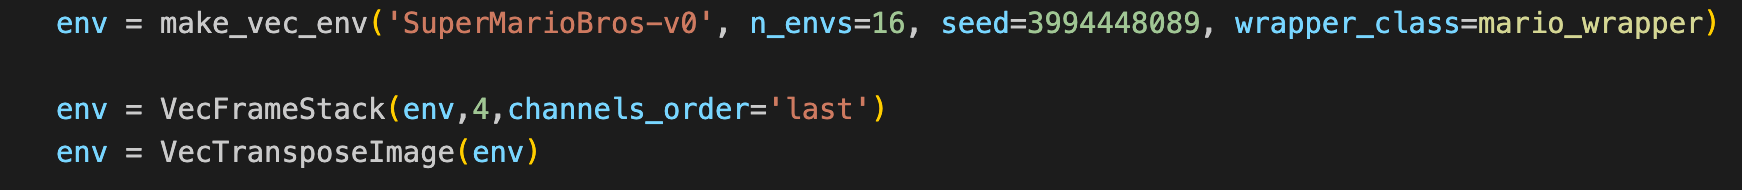 env = make_vec_env('SuperMarioBros-v0', n_envs=16, seed=3994448089, wrapper_class=mario_wrapper)
env = VecFrameStack(env,4,channels_order='last')
env = VecTransposeImage(env)